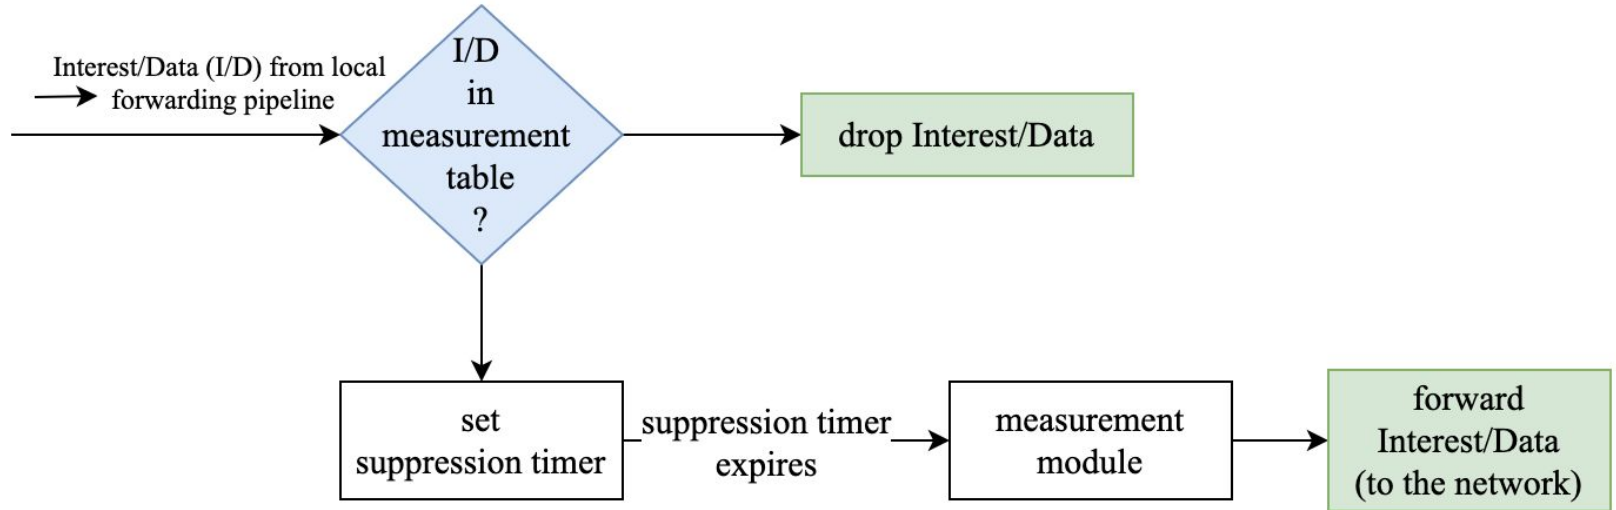 Interest/Data (I/D) from local
forwarding pipeline
I/D
in
measurement
table
?
drop Interest/Data
set
suppression timer
suppression timer
expires
measurement
module
forward
Interest/Data
(to the network)